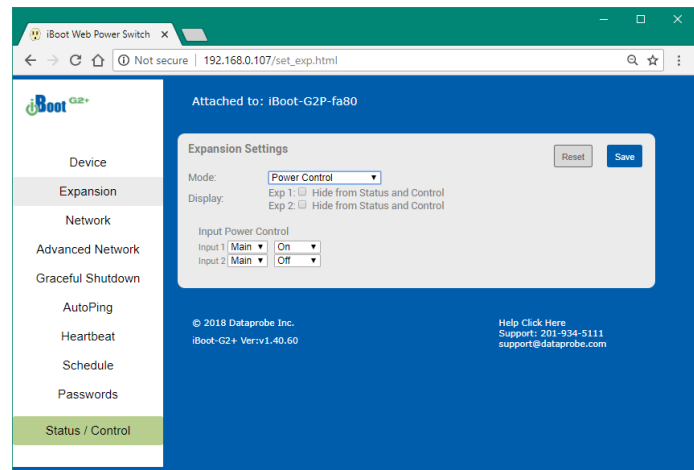 iBoot Web Power Switch
Not secure | 192.168.0.107/set_exp.html
iBoot G2+
Attached to: iBoot-G2P-fa80
Device
Expansion
Network
Advanced Network
Graceful Shutdown
AutoPing
Heartbeat
Schedule
Passwords
Status / Control
Expansion Settings
Reset
Save
Mode: Power Control
Display: Exp 1: Hide from Status and Control
Exp 2: Hide from Status and Control
Input Power Control
Input 1 Main On
Input 2 Main Off
© 2018 Dataprobe Inc.
iBoot-G2+ Ver:v1.40.60
Help Click Here
Support: 201-934-5111
support@dataprobe.com